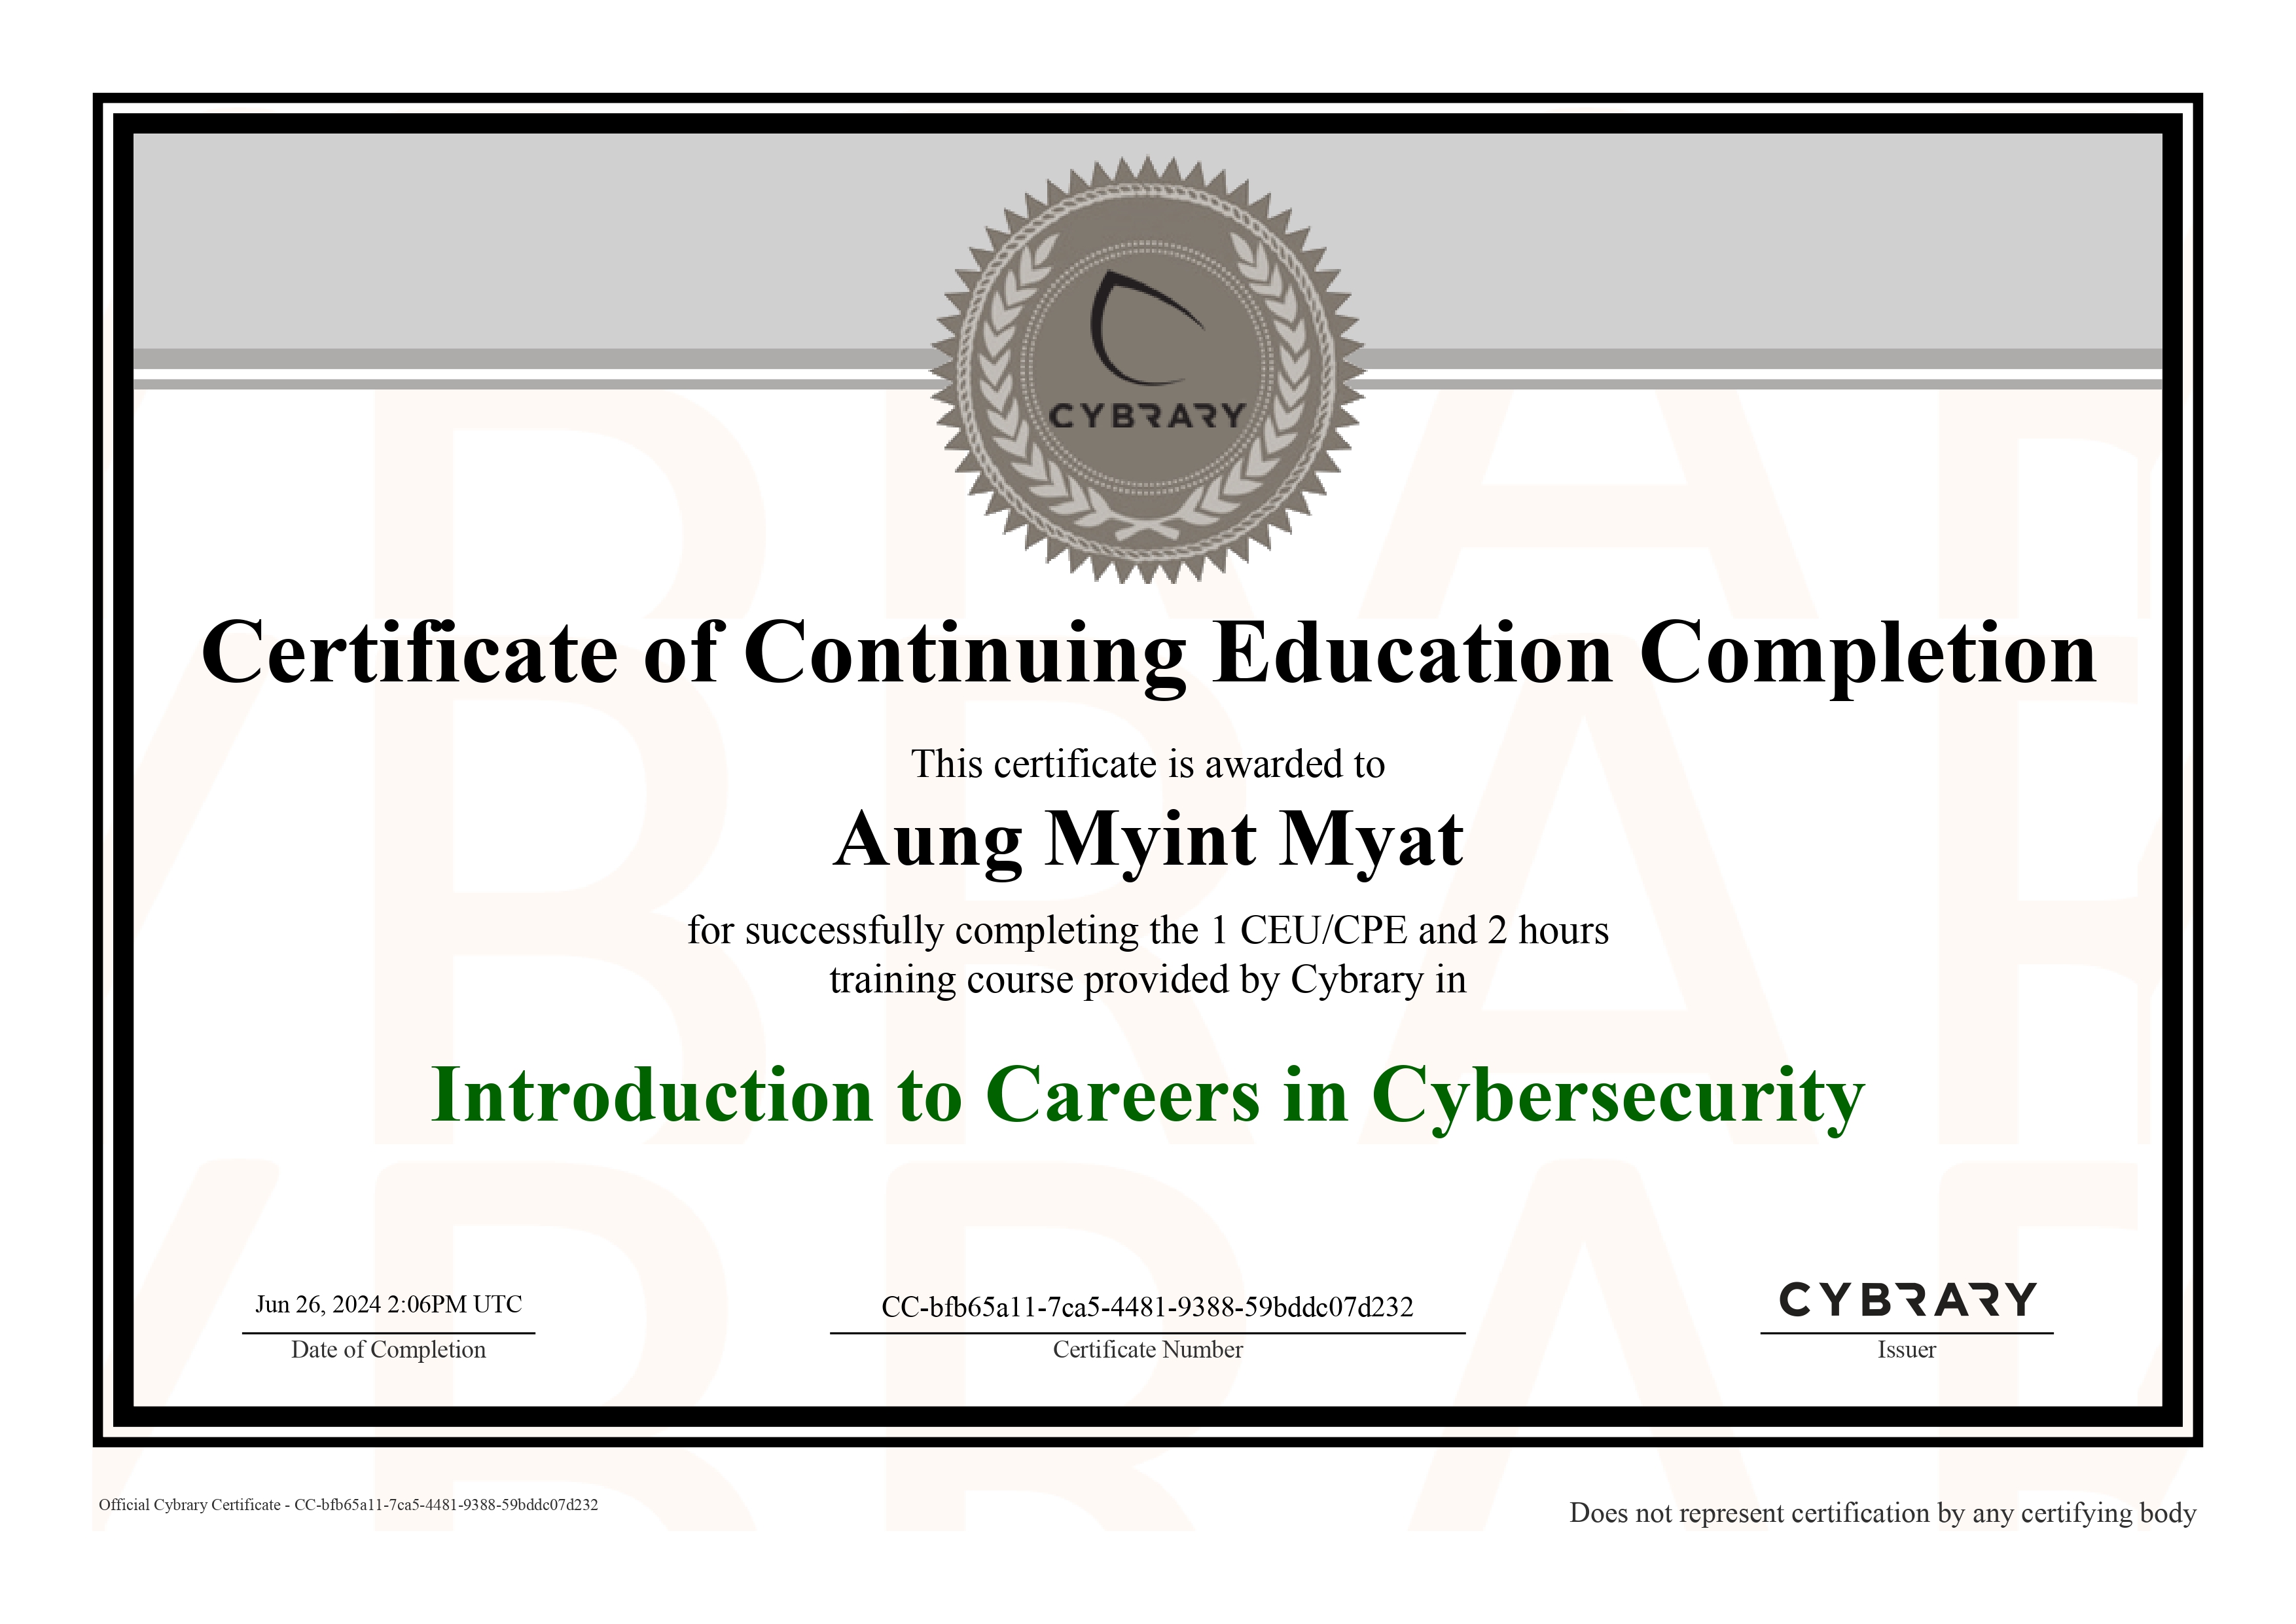 CYBRARY
Certificate of Continuing Education Completion
This certificate is awarded to
Aung Myint Myat
for successfully completing the 1 CEU/CPE and 2 hours
training course provided by Cybrary in
Introduction to Careers in Cybersecurity
Jun 26, 2024 2:06PM UTC
Date of Completion
CC-bfb65a11-7ca5-4481-9388-59bddc07d232
Certificate Number
CYBRARY
Issuer
Official Cybrary Certificate - CC-bfb65a11-7ca5-4481-9388-59bddc07d232
Does not represent certification by any certifying body